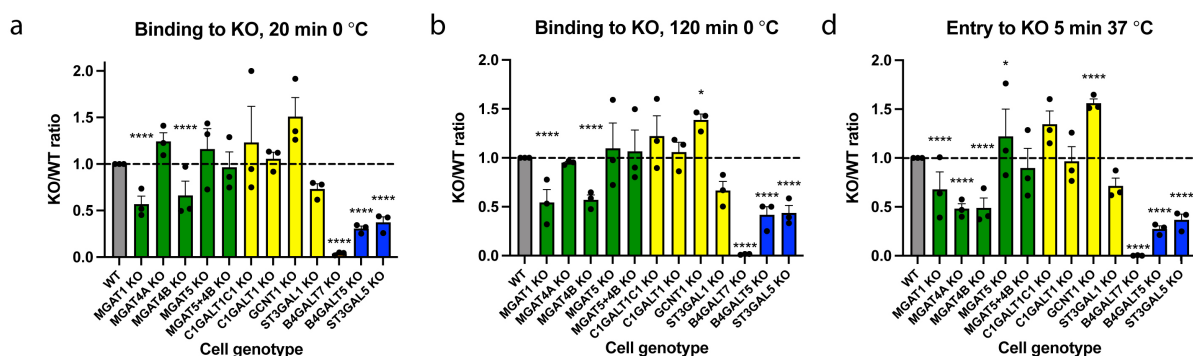 a
Binding to KO, 20 min 0 °C
KO/WT ratio
2.0
1.5
1.0
0.5
0.0
****
****
****
****
****
WT
MGAT1 KO
MGAT4A KO
MGAT4B KO
MGAT5 KO
MGAT5+4B KO
C1GALT1C1 KO
C1GALT1 KO
GCNT1 KO
ST3GAL1 KO
B4GALT7 KO
B4GALT5 KO
ST3GAL5 KO
Cell genotype
b
Binding to KO, 120 min 0 °C
KO/WT ratio
2.0
1.5
1.0
0.5
0.0
****
****
*
****
****
****
WT
MGAT1 KO
MGAT4A KO
MGAT4B KO
MGAT5 KO
MGAT5+4B KO
C1GALT1C1 KO
C1GALT1 KO
GCNT1 KO
ST3GAL1 KO
B4GALT7 KO
B4GALT5 KO
ST3GAL5 KO
Cell genotype
d
Entry to KO 5 min 37 °C
KO/WT ratio
2.0
1.5
1.0
0.5
0.0
****
****
****
*
****
****
****
****
WT
MGAT1 KO
MGAT4A KO
MGAT4B KO
MGAT5 KO
MGAT5+4B KO
C1GALT1C1 KO
C1GALT1 KO
GCNT1 KO
ST3GAL1 KO
B4GALT7 KO
B4GALT5 KO
ST3GAL5 KO
Cell genotype